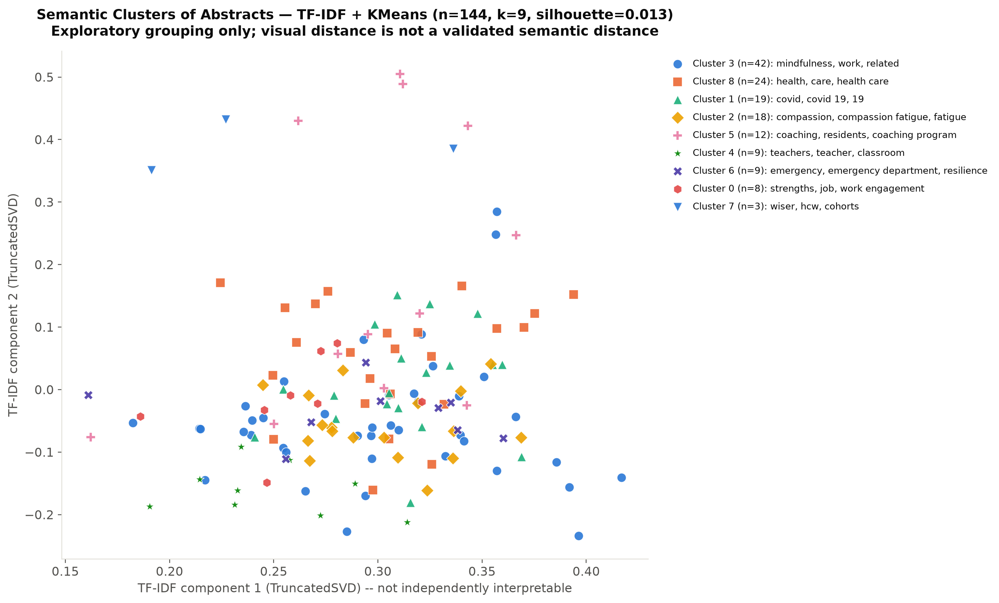 Semantic Clusters of Abstracts — TF-IDF + KMeans (n=144, k=9, silhouette=0.013)
Exploratory grouping only; visual distance is not a validated semantic distance
Cluster 3 (n=42): mindfulness, work, related
Cluster 8 (n=24): health, care, health care
Cluster 1 (n=19): covid, covid 19, 19
Cluster 2 (n=18): compassion, compassion fatigue, fatigue
Cluster 5 (n=12): coaching, residents, coaching program
Cluster 4 (n=9): teachers, teacher, classroom
Cluster 6 (n=9): emergency, emergency department, resilience
Cluster 0 (n=8): strengths, job, work engagement
Cluster 7 (n=3): wiser, hcw, cohorts
TF-IDF component 2 (TruncatedSVD)
0.5
0.4
0.3
0.2
0.1
0.0
−0.1
−0.2
0.15 0.20 0.25 0.30 0.35 0.40
TF-IDF component 1 (TruncatedSVD) -- not independently interpretable